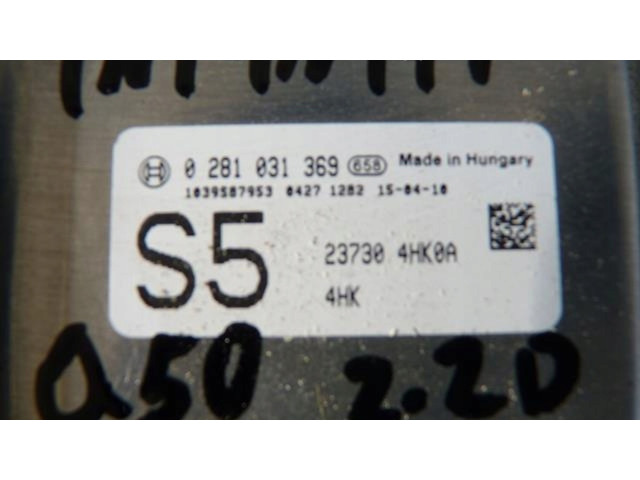 0 281 031 369 658 Made in Hungary
1039S87953 0427 1282 15-04-10
S5
23730 4HK0A
4HK
Q50 2.2D